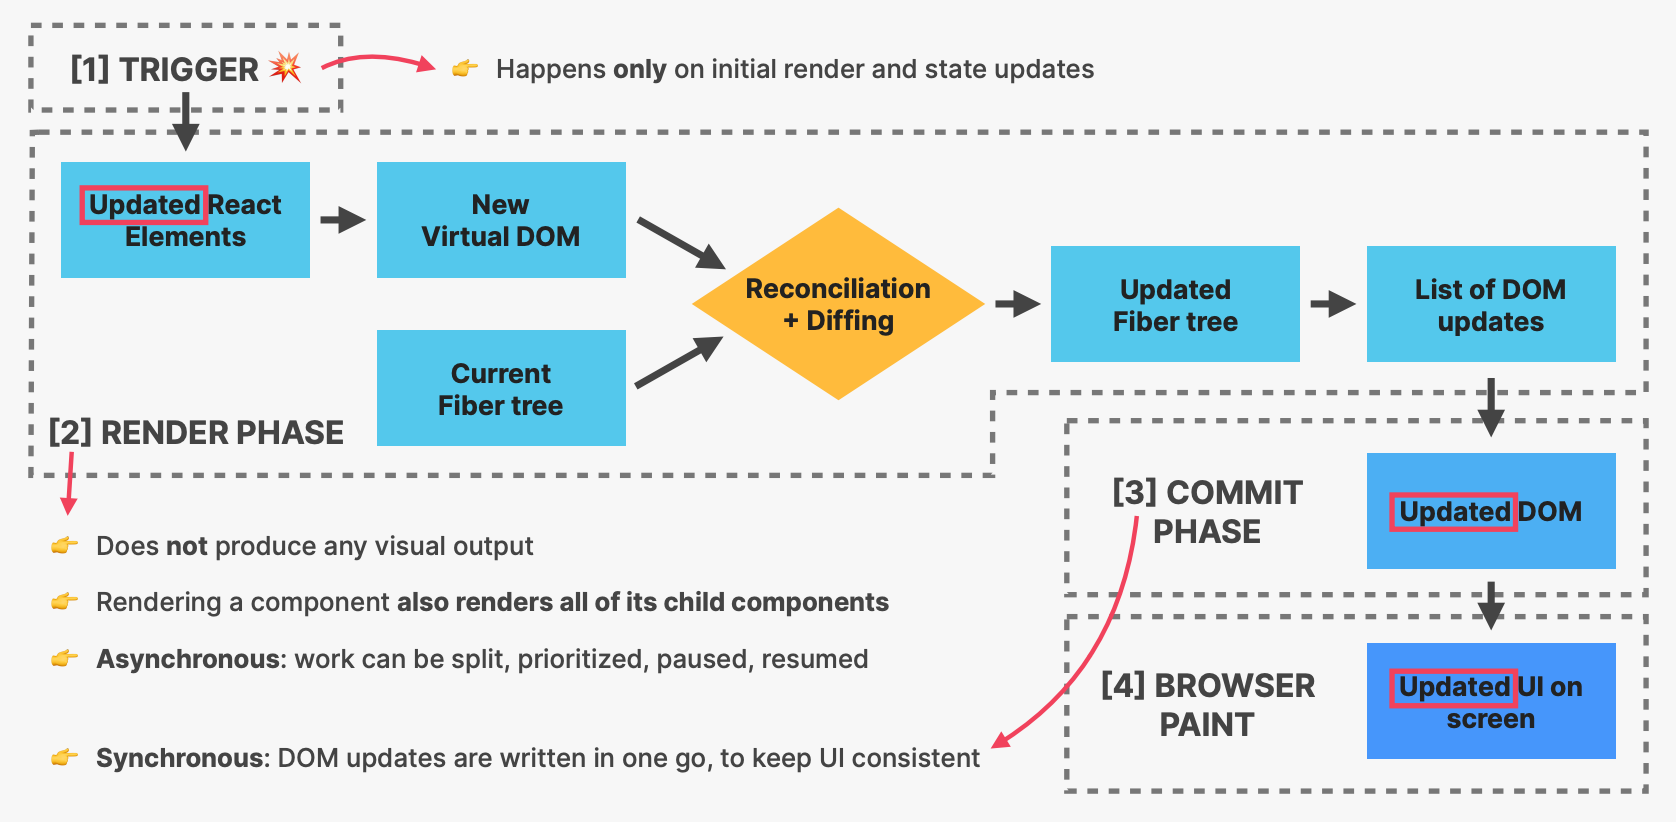 [1] TRIGGER 💥
👉 Happens only on initial render and state updates
Updated React
Elements
New
Virtual DOM
Current
Fiber tree
Reconciliation
+ Diffing
Updated
Fiber tree
List of DOM
updates
[2] RENDER PHASE
[3] COMMIT
PHASE
Updated DOM
[4] BROWSER
PAINT
Updated UI on
screen
👉 Does not produce any visual output
👉 Rendering a component also renders all of its child components
👉 Asynchronous: work can be split, prioritized, paused, resumed
👉 Synchronous: DOM updates are written in one go, to keep UI consistent